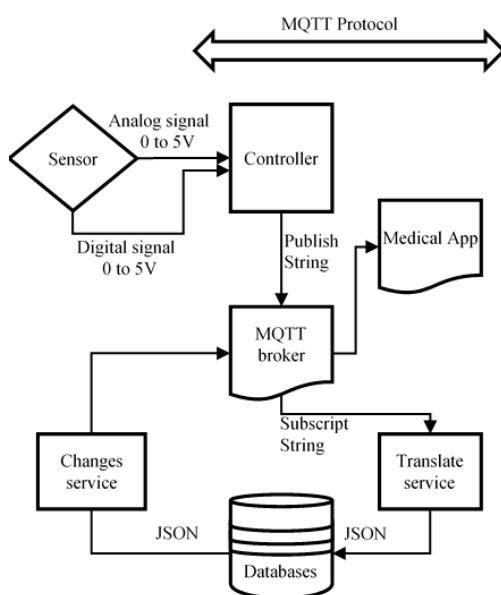 MQTT Protocol
Analog signal
0 to 5V
Sensor
Controller
Digital signal
0 to 5V
Publish
String
Medical App
MQTT
broker
Subscript
String
Changes
service
Translate
service
JSON
JSON
Databases